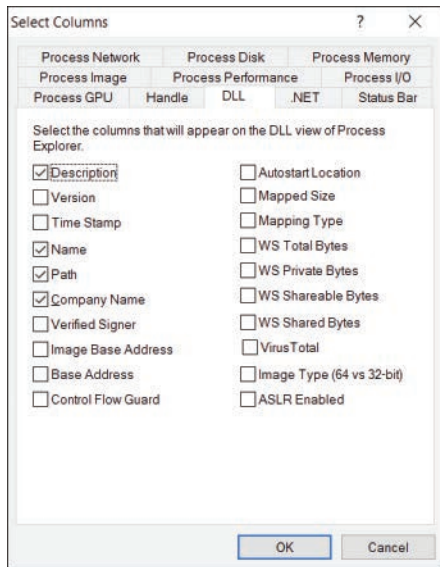 Select Columns ? ×
Process Network Process Disk Process Memory
Process Image Process Performance Process I/O
Process GPU Handle DLL .NET Status Bar
Select the columns that will appear on the DLL view of Process
Explorer.
Description
Version
Time Stamp
Name
Path
Company Name
Verified Signer
Image Base Address
Base Address
Control Flow Guard
Autostart Location
Mapped Size
Mapping Type
WS Total Bytes
WS Private Bytes
WS Shareable Bytes
WS Shared Bytes
VirusTotal
Image Type (64 vs 32-bit)
ASLR Enabled
OK Cancel